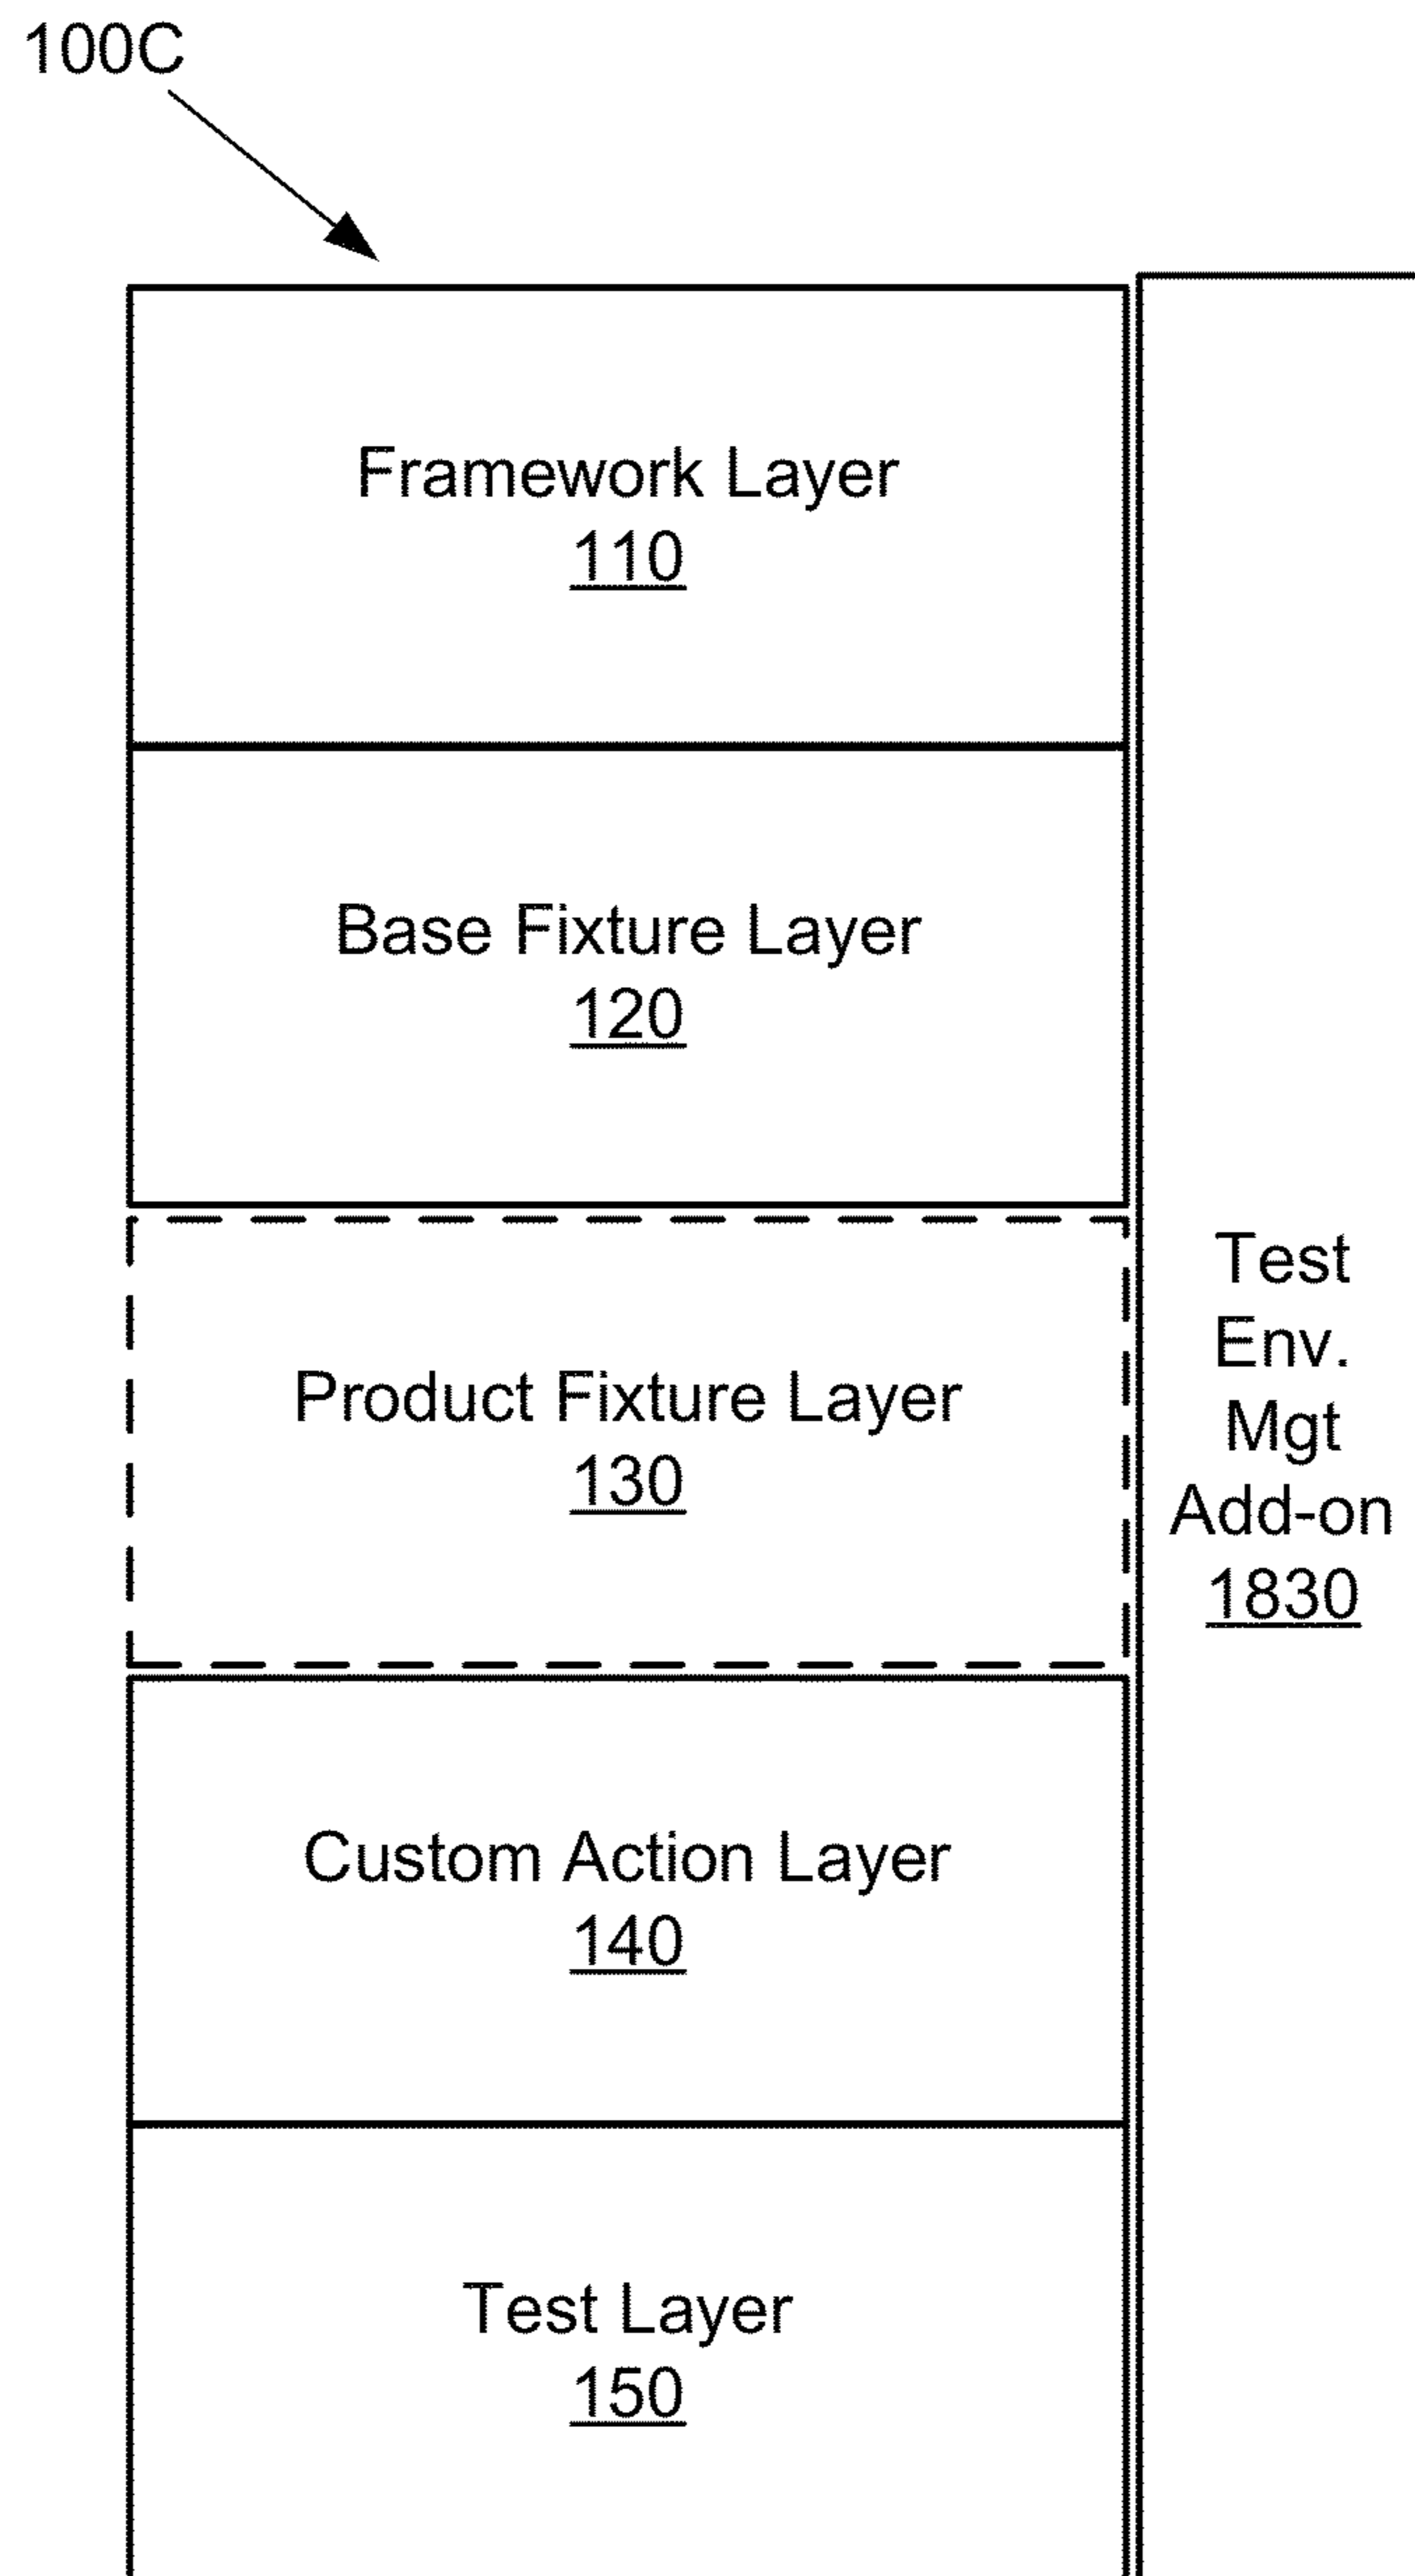 100C
Framework Layer
110
Base Fixture Layer
120
Product Fixture Layer
130
Custom Action Layer
140
Test Layer
150
Test
Env.
Mgt
Add-on
1830